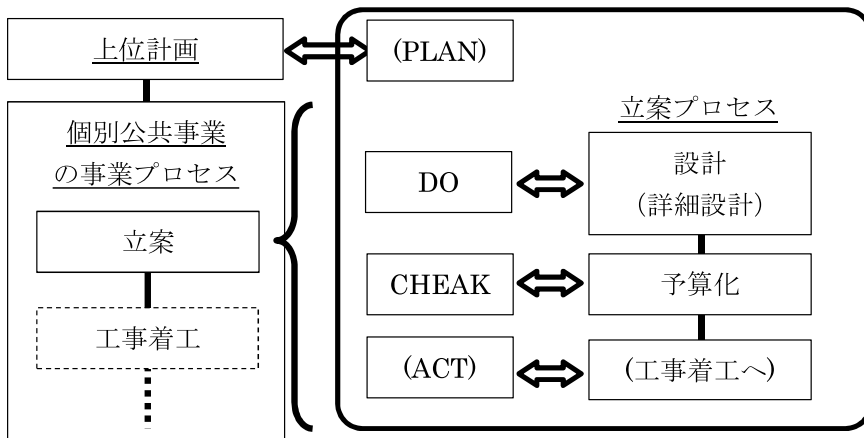 上位計画
個別公共事業
の事業プロセス
立案
工事着工
(PLAN)
立案プロセス
DO
設計
(詳細設計)
CHEAK
予算化
(ACT)
(工事着工へ)